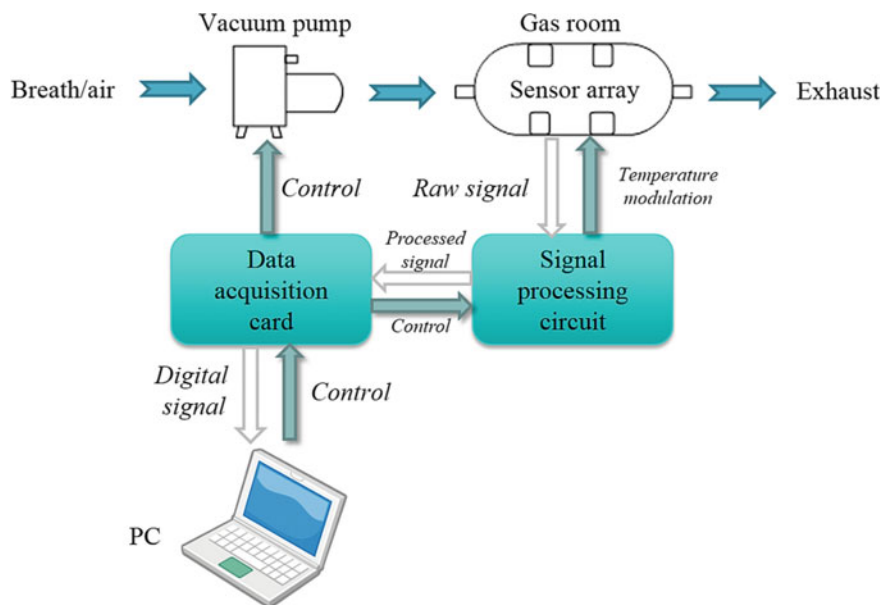 Vacuum pump
Gas room
Breath/air
Sensor array
Exhaust
Control
Raw signal
Temperature
modulation
Data
acquisition
card
Processed
signal
Control
Signal
processing
circuit
Digital
signal
Control
PC